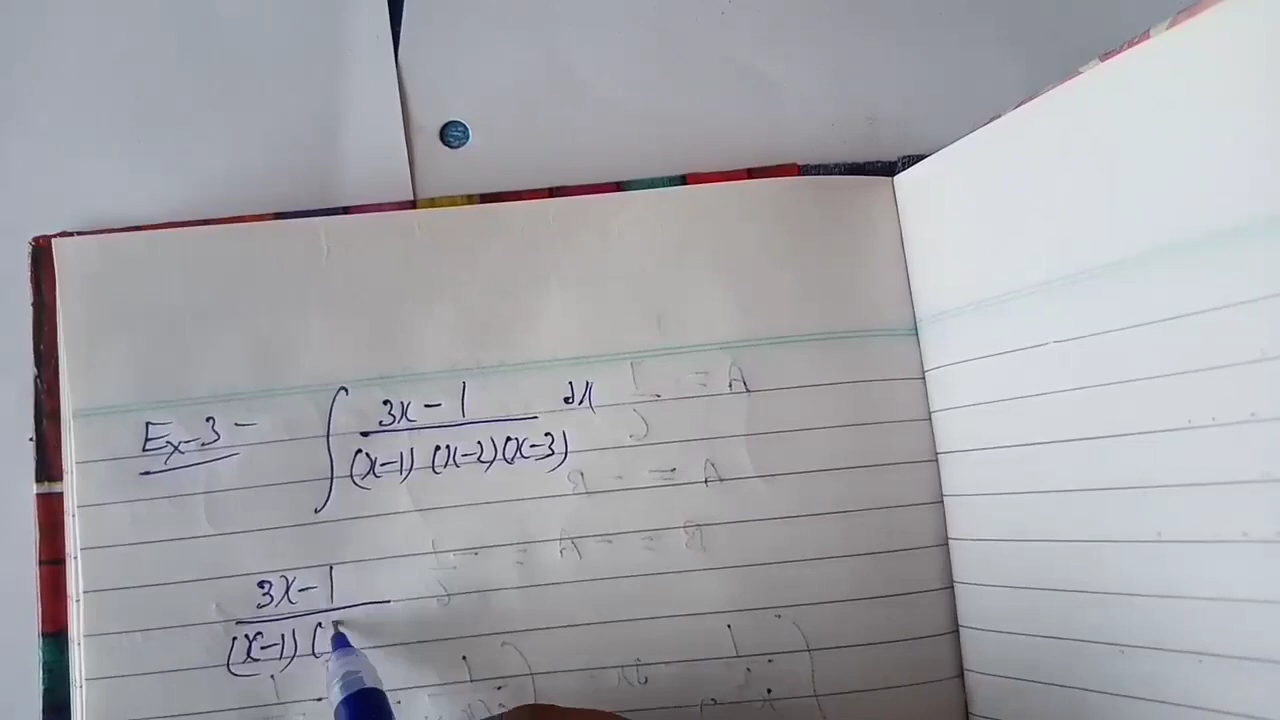 Ex-3- ∫ 3x-1 dx
(x-1) (x-2)(x-3)
3x-1
(x-1) (